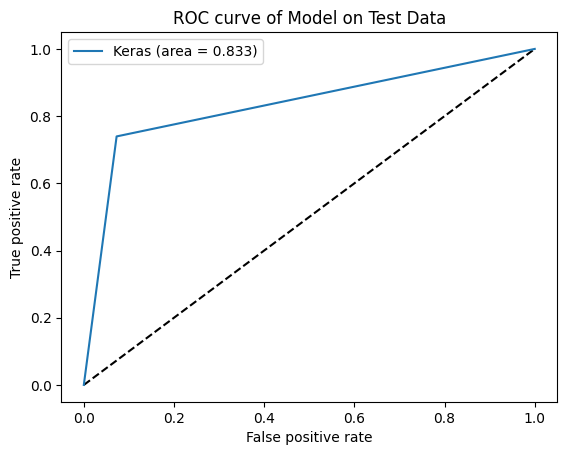 ROC curve of Model on Test Data
Keras (area = 0.833)
True positive rate
1.0
0.8
0.6
0.4
0.2
0.0
0.0 0.2 0.4 0.6 0.8 1.0
False positive rate